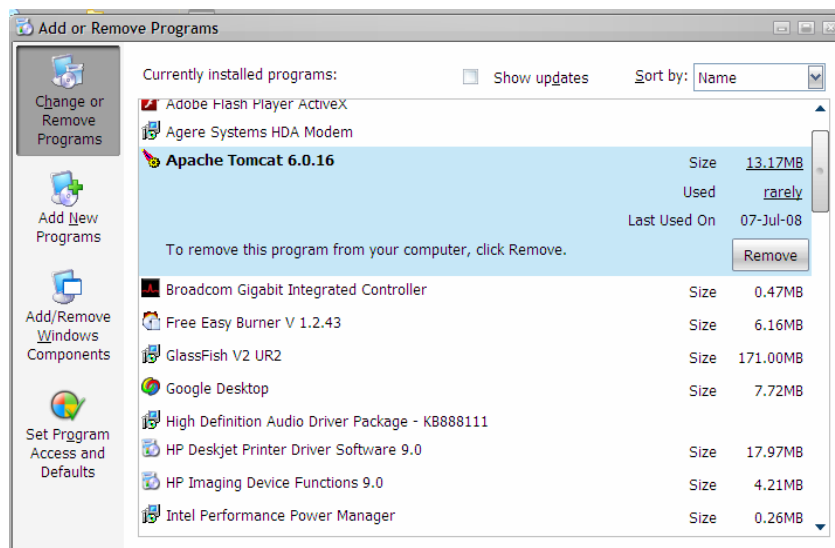 Add or Remove Programs
Change or
Remove
Programs
Add New
Programs
Add/Remove
Windows
Components
Set Program
Access and
Defaults
Currently installed programs:
Show updates
Sort by: Name
Adobe Flash Player ActiveX
Agere Systems HDA Modem
Apache Tomcat 6.0.16 Size 13.17MB
Used rarely
Last Used On 07-Jul-08
To remove this program from your computer, click Remove. Remove
Broadcom Gigabit Integrated Controller Size 0.47MB
Free Easy Burner V 1.2.43 Size 6.16MB
GlassFish V2 UR2 Size 171.00MB
Google Desktop Size 7.72MB
High Definition Audio Driver Package - KB888111
HP Deskjet Printer Driver Software 9.0 Size 17.97MB
HP Imaging Device Functions 9.0 Size 4.21MB
Intel Performance Power Manager Size 0.26MB